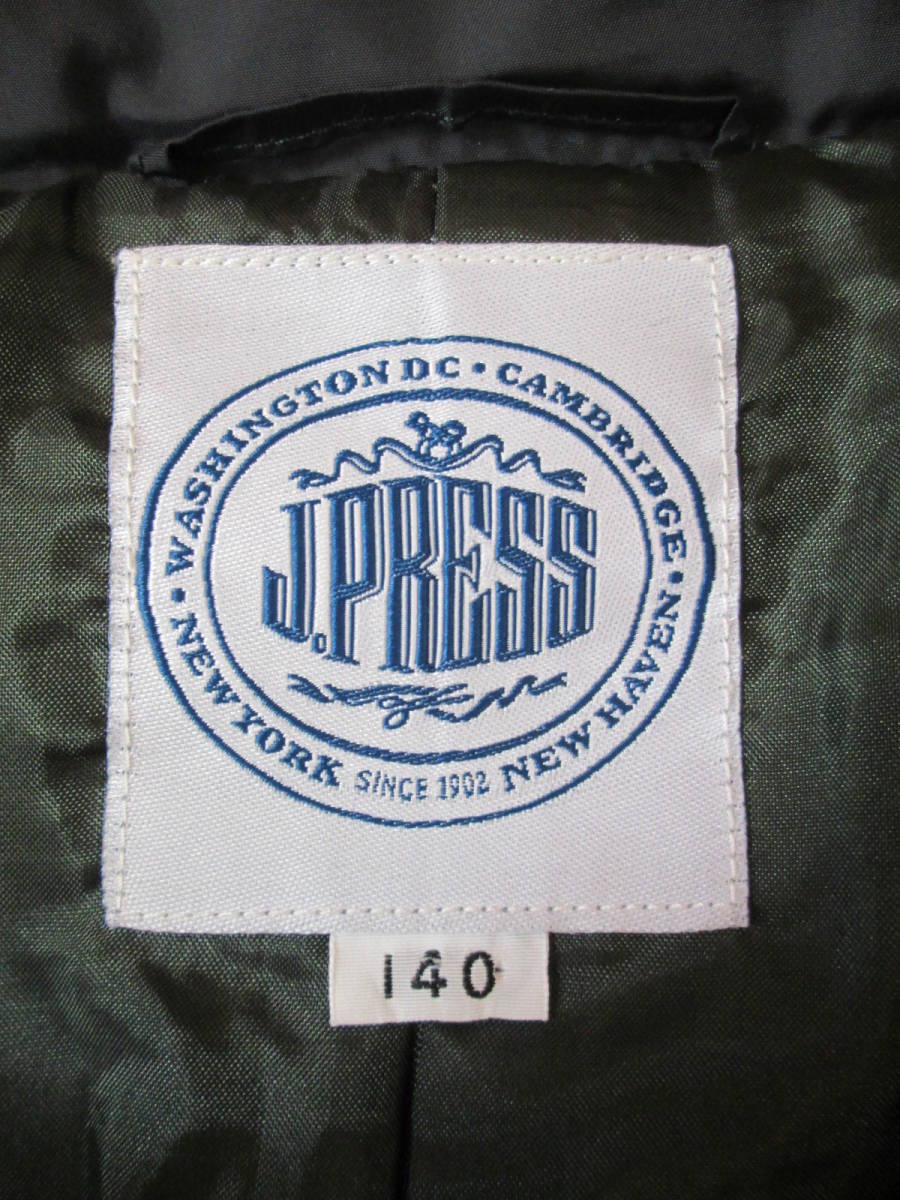 · WASHINGTON DC · CAMBRIDGE ·
J.PRESS
· NEW YORK SINCE 1902 NEW HAVEN ·
140